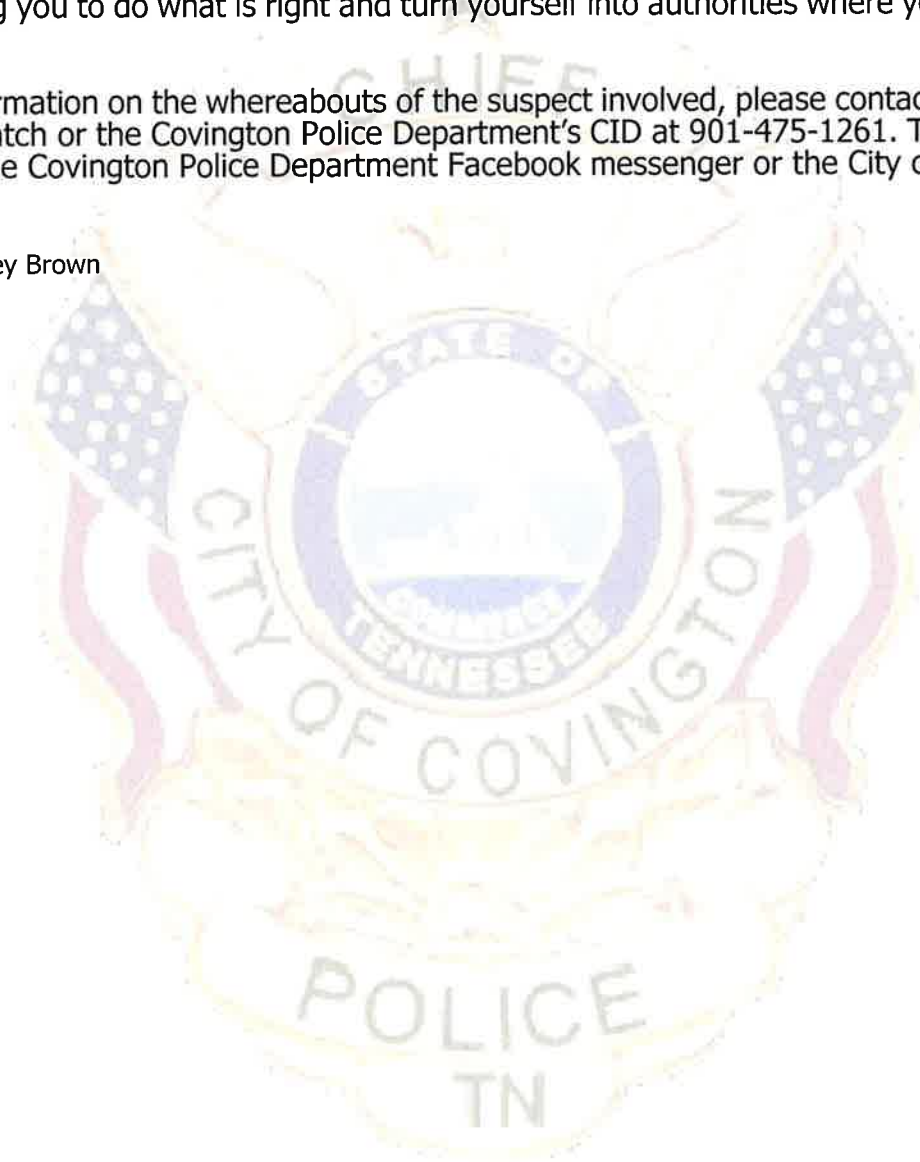 g you to do what is right and turn yourself into authorities where
CHIEF
rmation on the whereabouts of the suspect involved, please contac
atch or the Covington Police Department's CID at 901-475-1261. T
e Covington Police Department Facebook messenger or the City
ey Brown
STATE OF
TENNESSEE
CITY OF COVINGTON
POLICE
TN